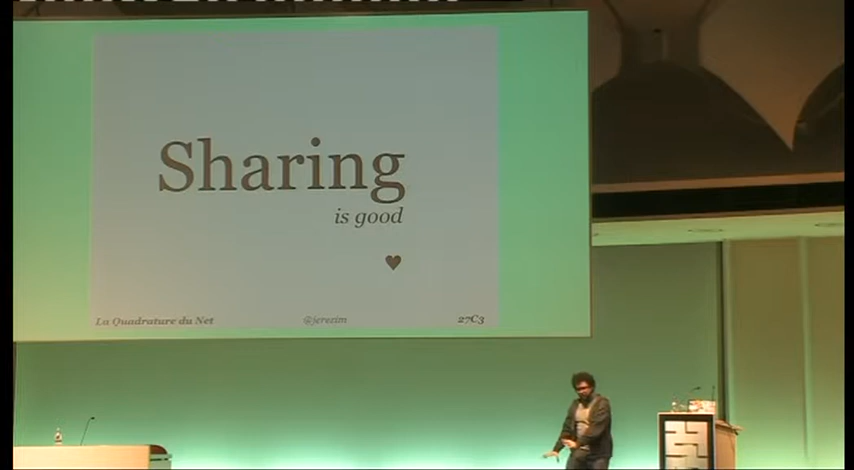 Sharing
is good
♥
La Quadrature du Net
@jerezim
27C3